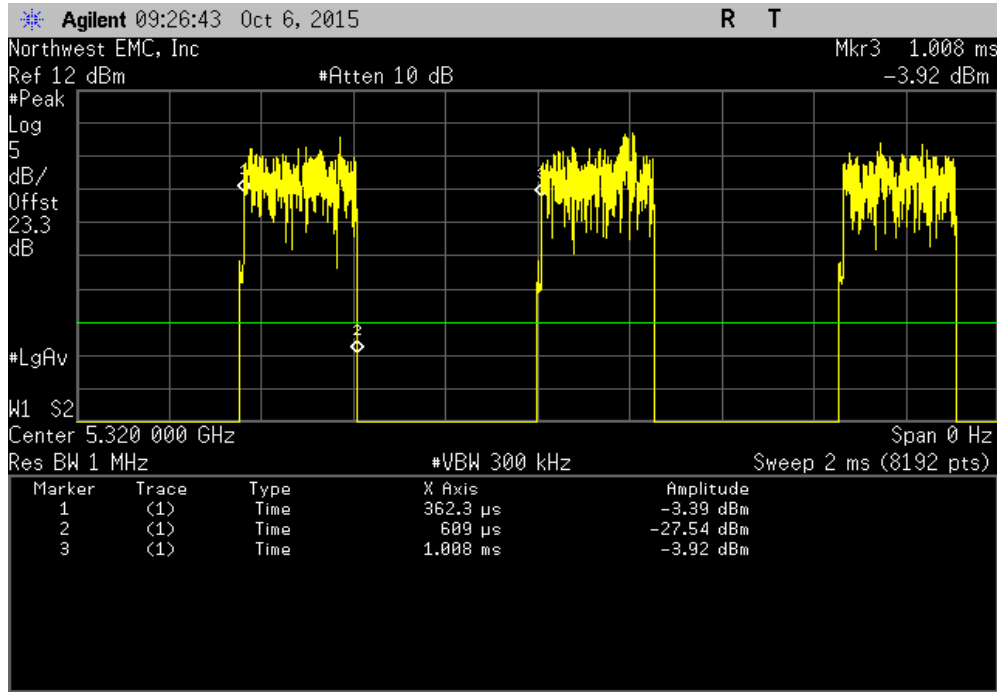 Agilent 09:26:43 Oct 6, 2015 R T
Northwest EMC, Inc Mkr3 1.008 ms
Ref 12 dBm #Atten 10 dB -3.92 dBm
#Peak
Log
5
dB/
Offst
23.3
dB
1
3
2
#LgAv
W1 S2
Center 5.320 000 GHz Span 0 Hz
Res BW 1 MHz #VBW 300 kHz Sweep 2 ms (8192 pts)
Marker Trace Type X Axis Amplitude
1 (1) Time 362.3 µs -3.39 dBm
2 (1) Time 609 µs -27.54 dBm
3 (1) Time 1.008 ms -3.92 dBm